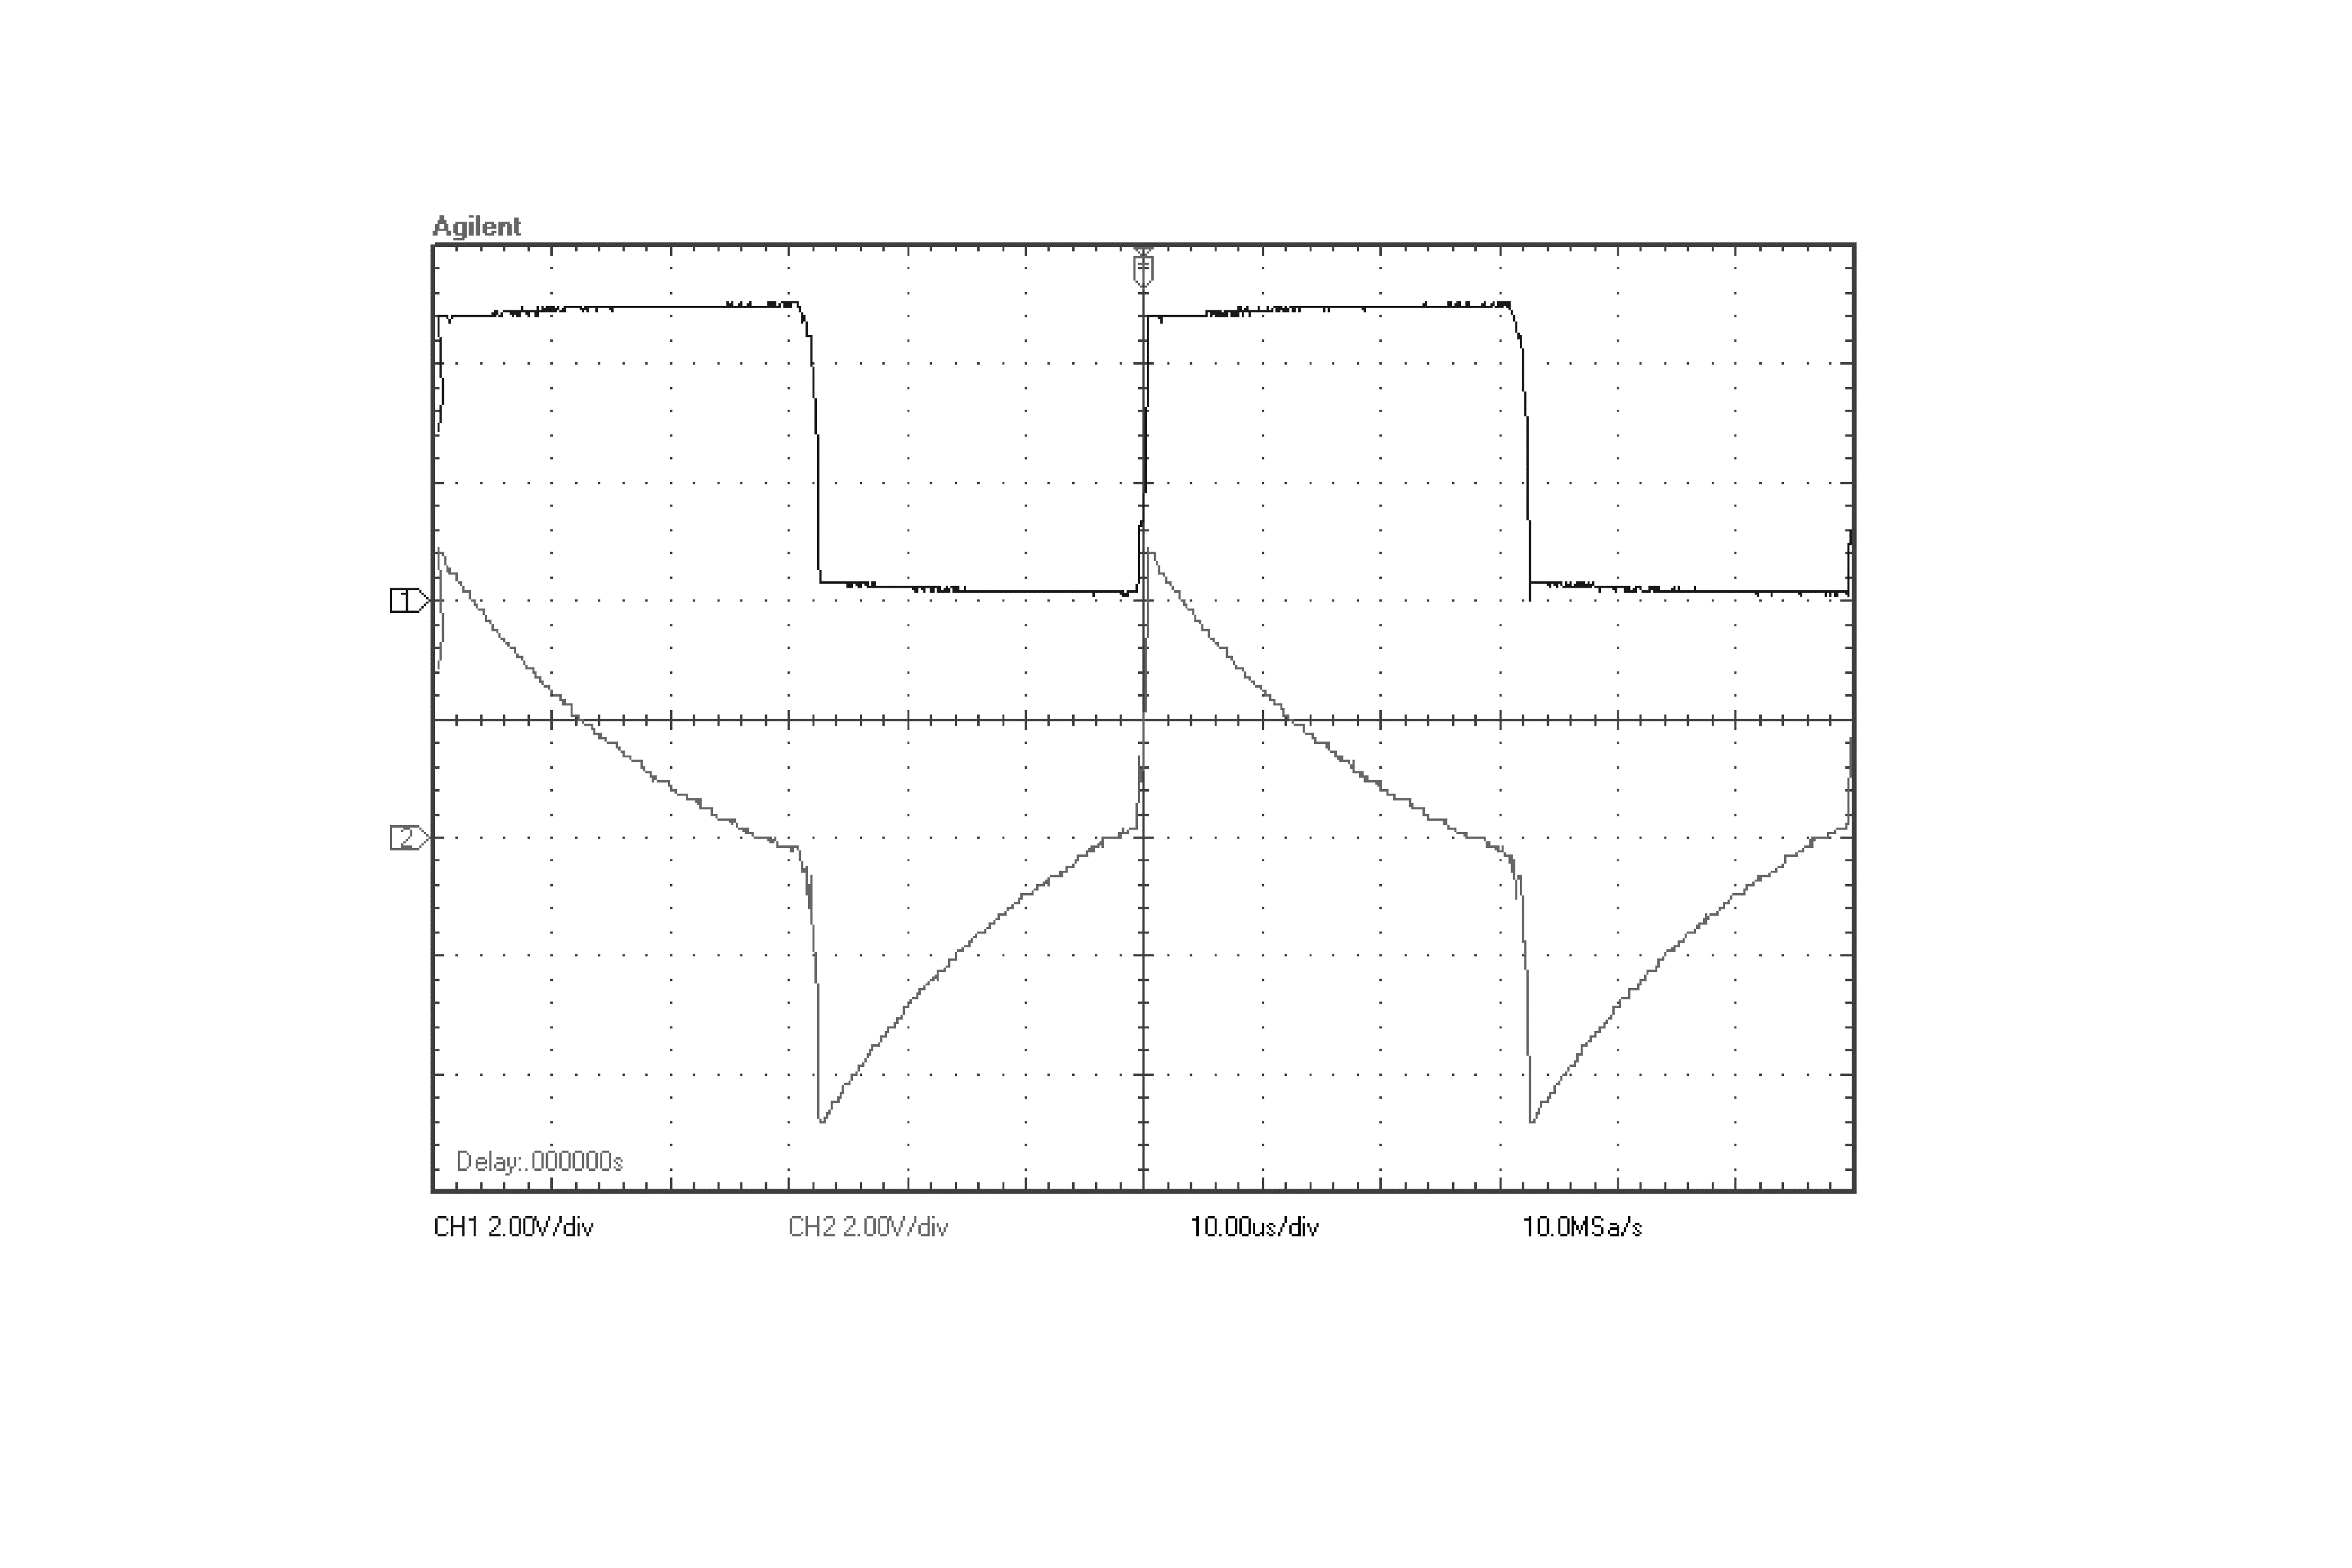 Agilent
1
2
Delay:.000000s
CH1 2.00V/div CH2 2.00V/div 10.00us/div 10.0MSa/s